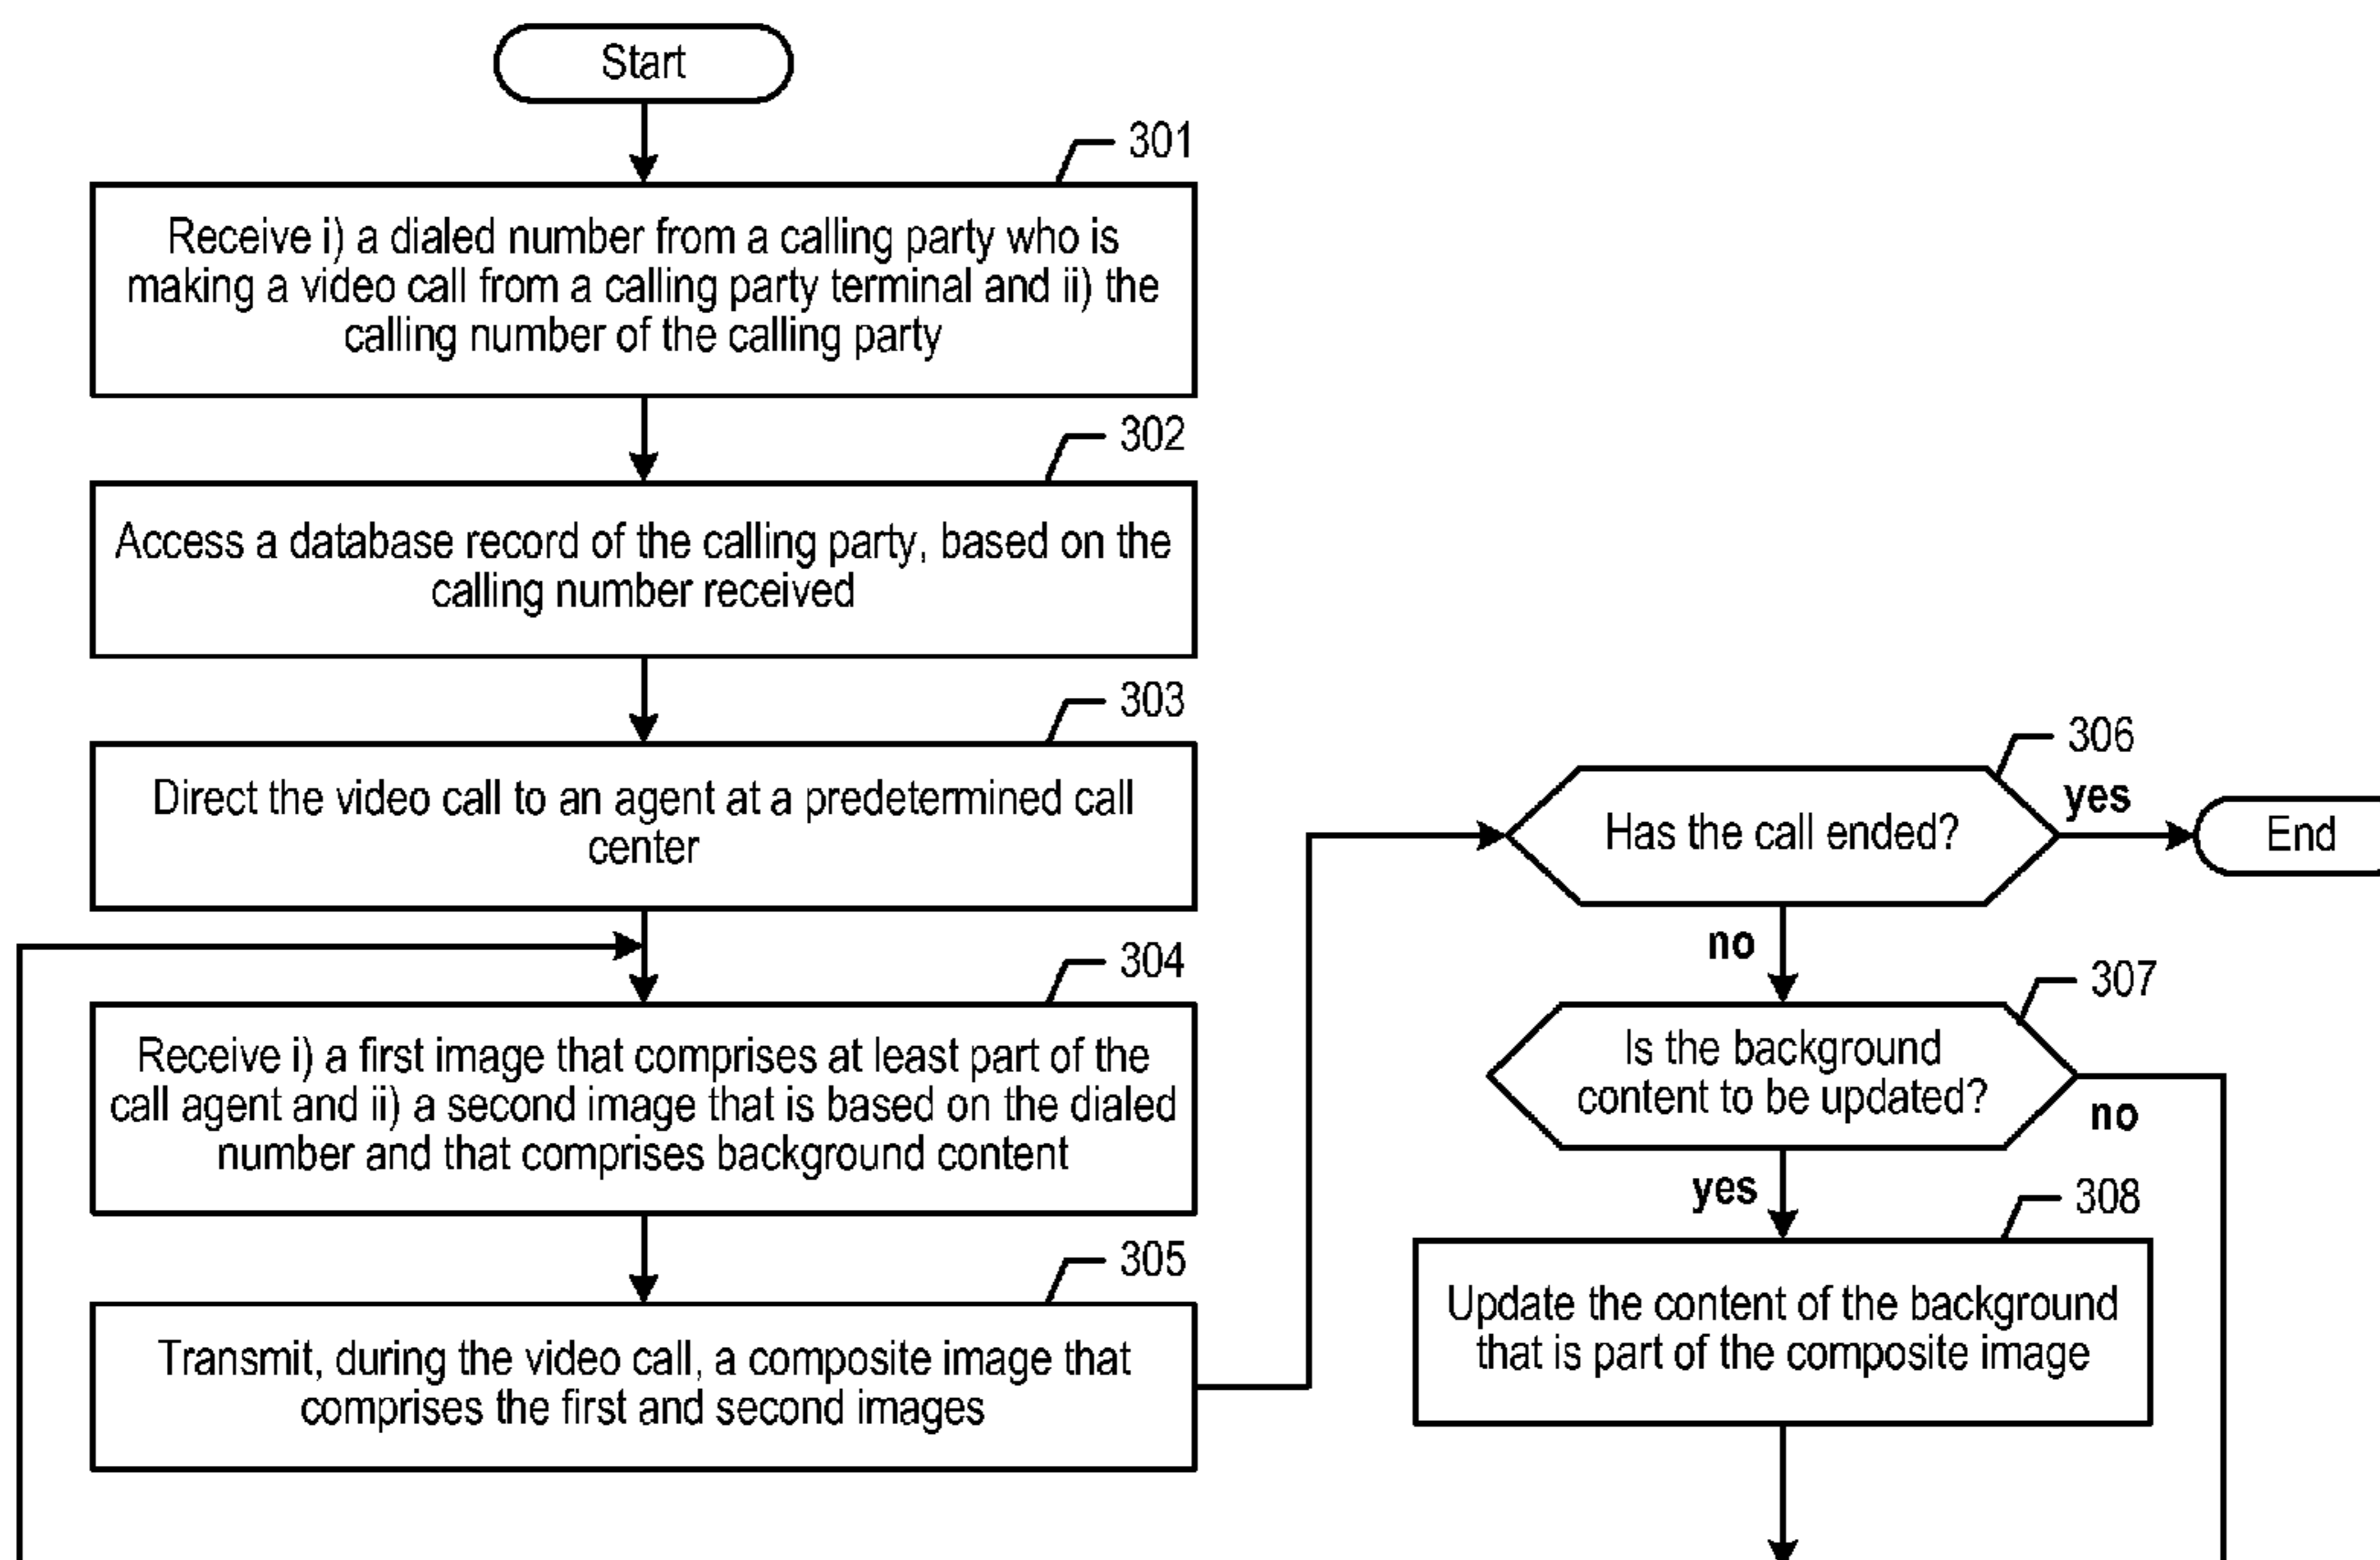 Start
301
Receive i) a dialed number from a calling party who is
making a video call from a calling party terminal and ii) the
calling number of the calling party
302
Access a database record of the calling party, based on the
calling number received
303
Direct the video call to an agent at a predetermined call
center
304
Receive i) a first image that comprises at least part of the
call agent and ii) a second image that is based on the dialed
number and that comprises background content
305
Transmit, during the video call, a composite image that
comprises the first and second images
306
Has the call ended?
yes
End
no
307
Is the background
content to be updated?
no
yes
308
Update the content of the background
that is part of the composite image